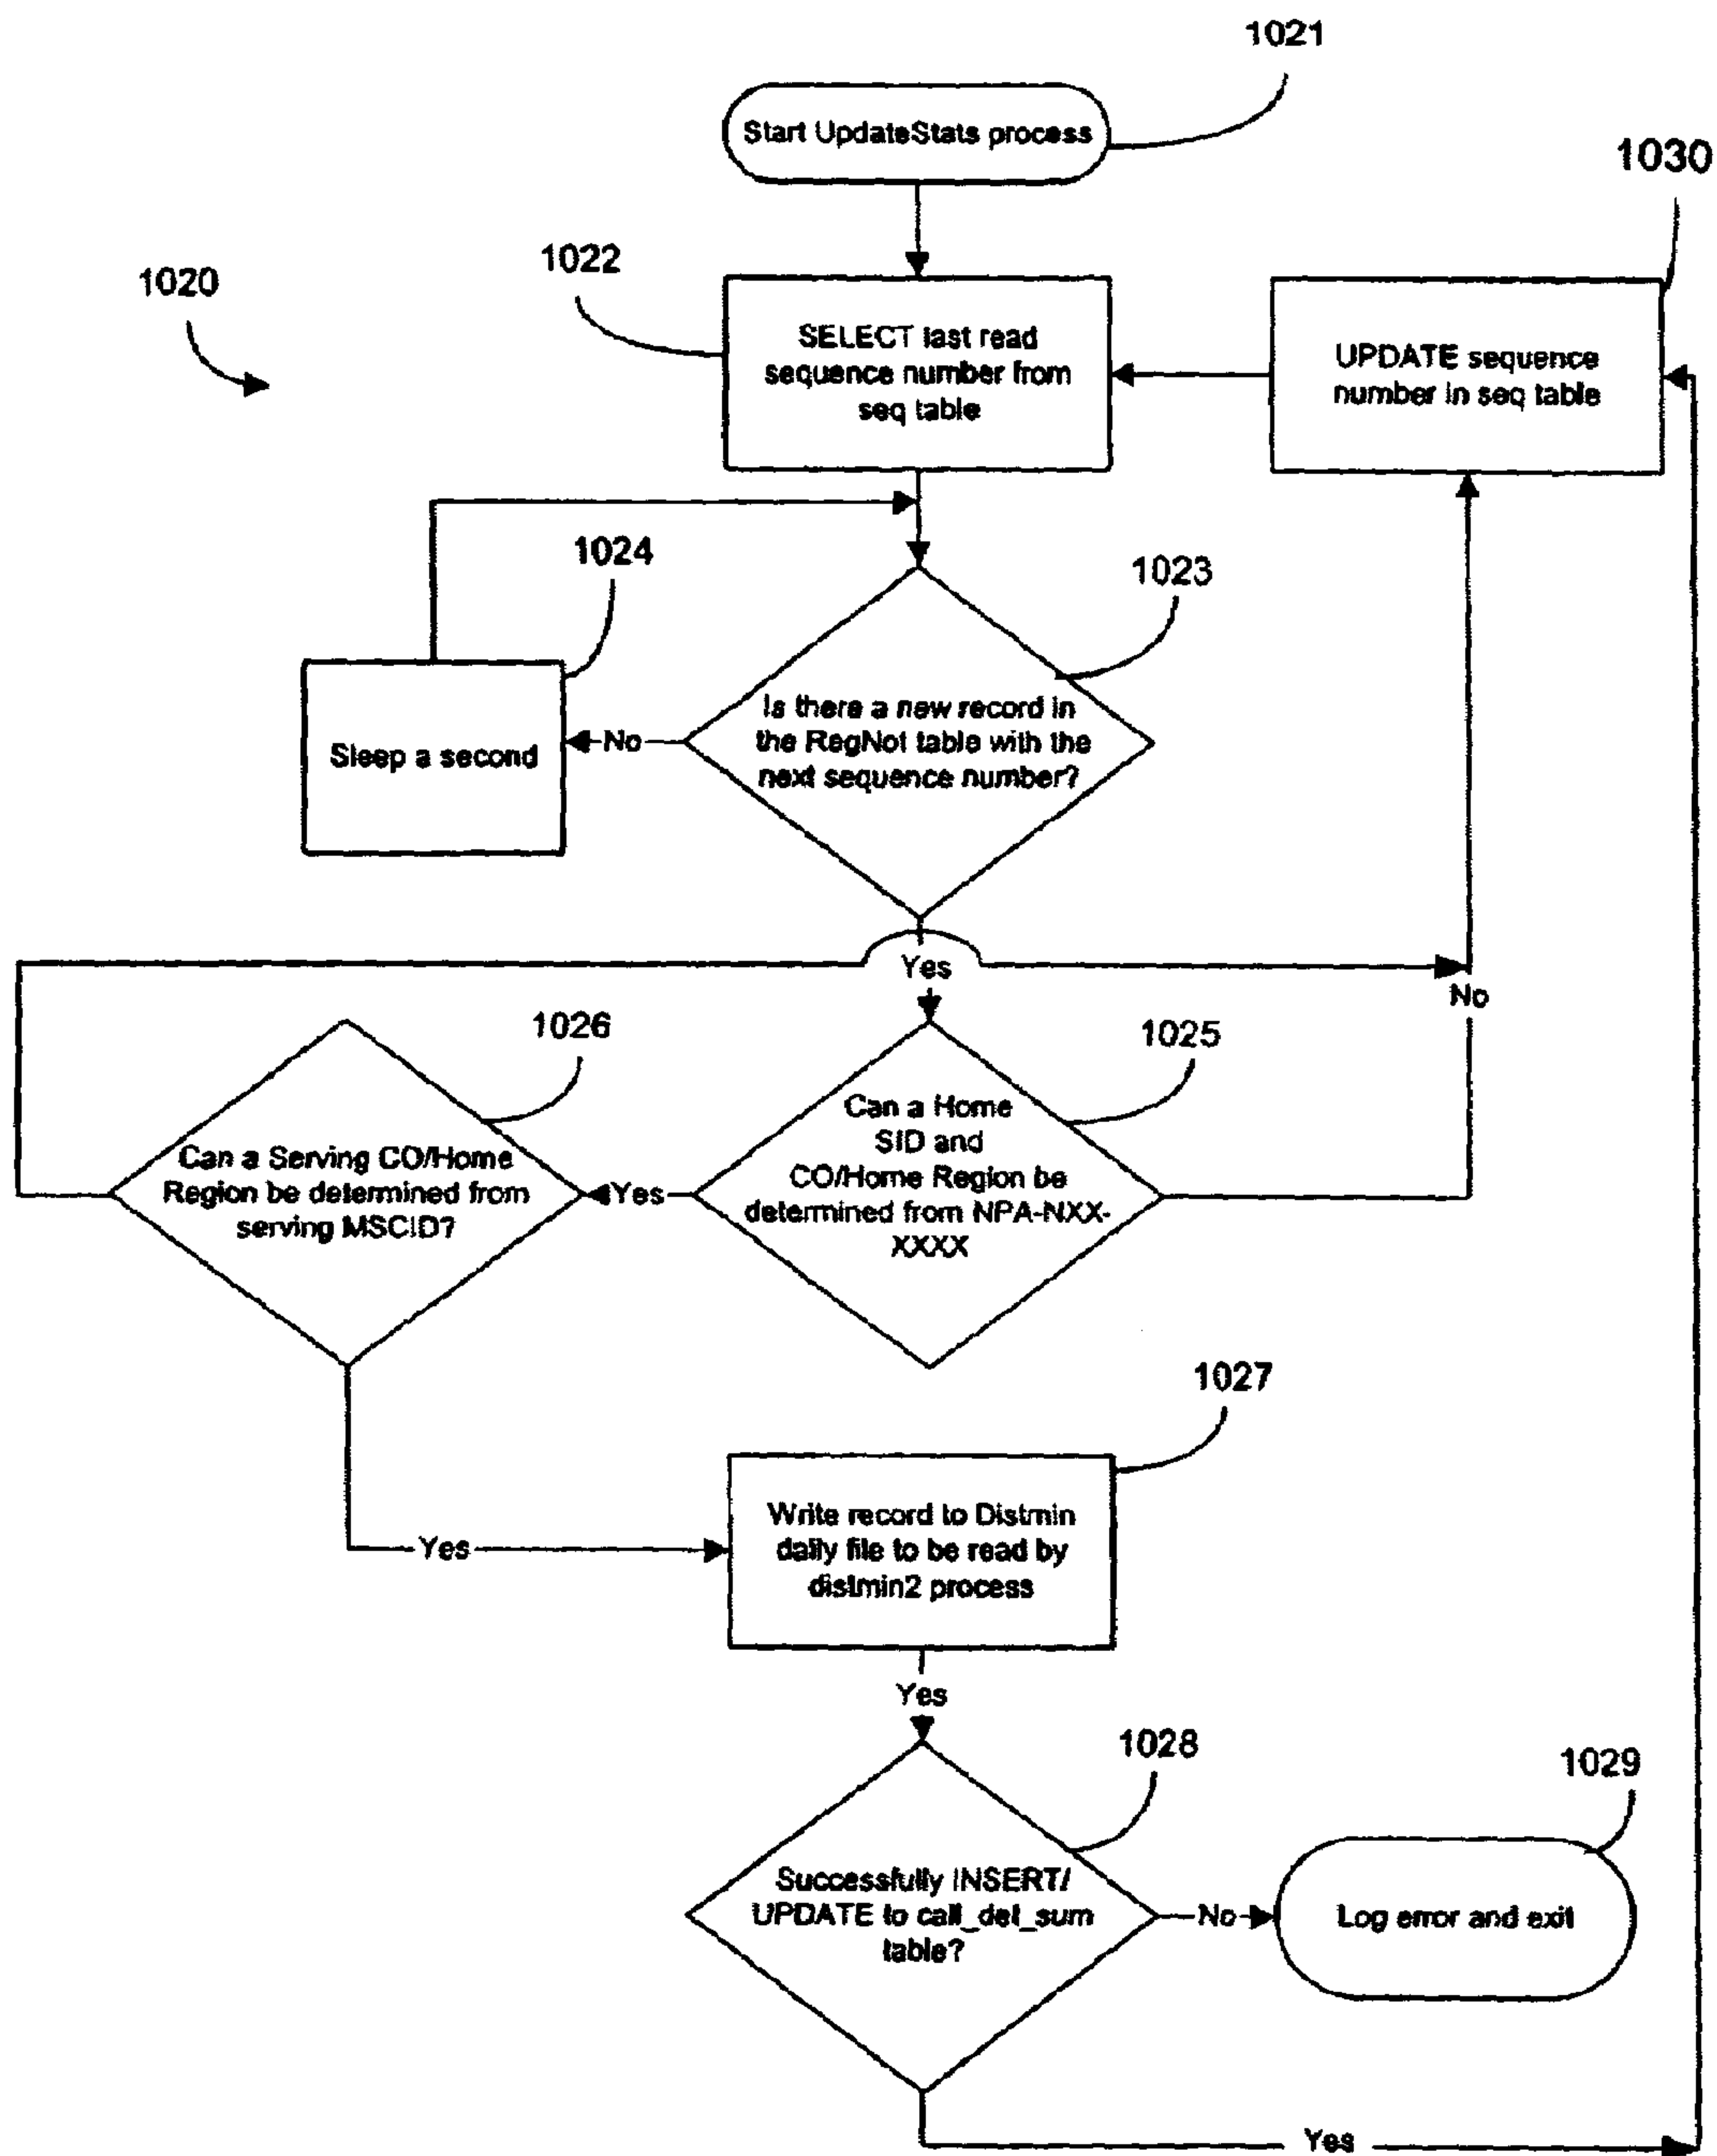 1021
Start UpdateStats process
1030
1022
1020
SELECT last read
sequence number from
seq table
UPDATE sequence
number in seq table
1024
1023
Is there a new record in
the RegNot table with the
next sequence number?
No
Sleep a second
Yes
No
1026
1025
Can a Home
SID and
CO/Home Region be
determined from NPA-NXX-
XXXX
Yes
Can a Serving CO/Home
Region be determined from
serving MSCID?
1027
Write record to Distmin
daily file to be read by
distmin2 process
Yes
Yes
1028
1029
Successfully INSERT/
UPDATE to call_del_sum
table?
No
Log error and exit
Yes